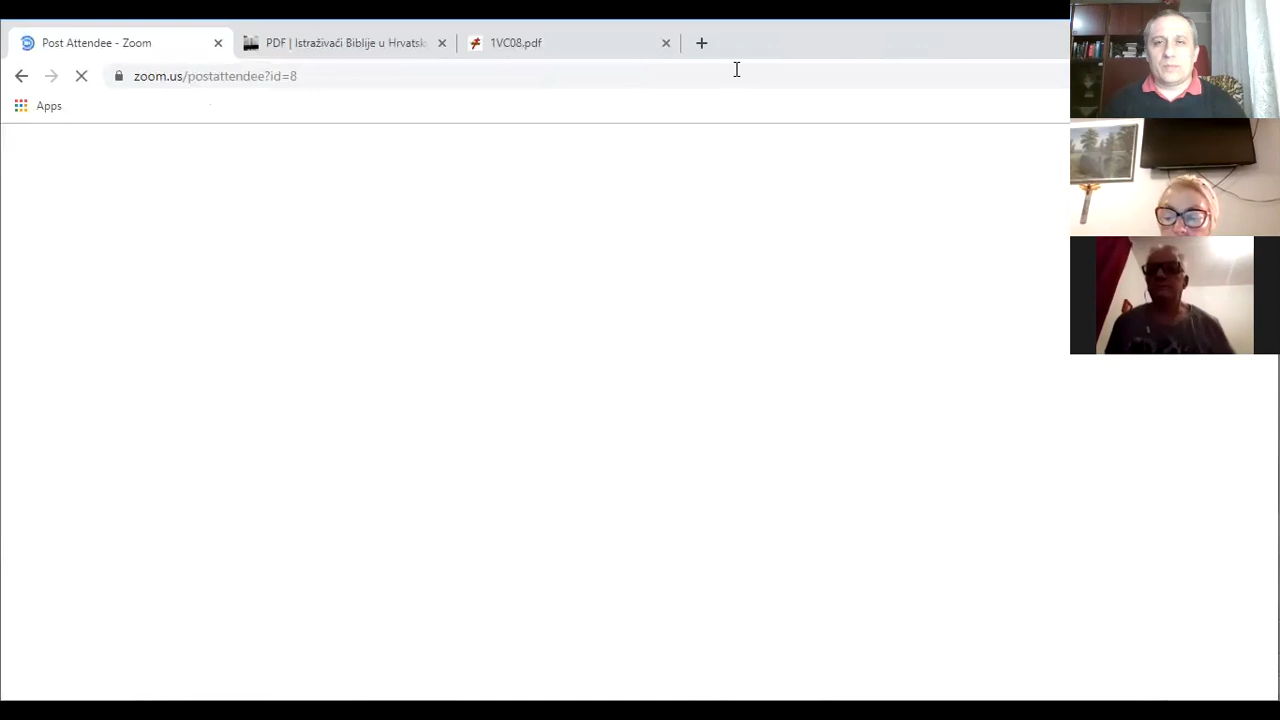 Post Attendee - Zoom
PDF | Istraživači Biblije u Hrvatsk
1VC08.pdf
zoom.us/postattendee?id=8
Apps